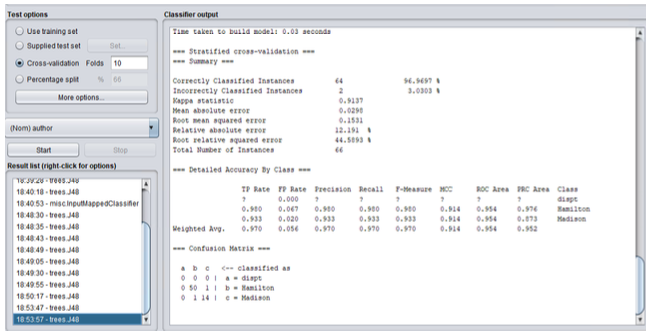 Test options
Use training set
Supplied test set Set...
Cross-validation Folds 10
Percentage split % 66
More options...
(Nom) author
Start Stop
Result list (right-click for options)
18:39:28 - trees.J48
18:40:18 - trees.J48
18:40:53 - misc.InputMappedClassifier
18:48:30 - trees.J48
18:48:35 - trees.J48
18:48:43 - trees.J48
18:48:49 - trees.J48
18:49:05 - trees.J48
18:49:30 - trees.J48
18:49:55 - trees.J48
18:50:17 - trees.J48
18:53:47 - trees.J48
18:53:57 - trees.J48
Classifier output
Time taken to build model: 0.03 seconds
=== Stratified cross-validation ===
=== Summary ===
Correctly Classified Instances 64 96.9697 %
Incorrectly Classified Instances 2 3.0303 %
Kappa statistic 0.9137
Mean absolute error 0.0298
Root mean squared error 0.1531
Relative absolute error 12.191 %
Root relative squared error 44.5893 %
Total Number of Instances 66
=== Detailed Accuracy By Class ===
TP Rate FP Rate Precision Recall F-Measure MCC ROC Area PRC Area Class
? 0.000 ? ? ? ? ? ? dispt
0.980 0.067 0.980 0.980 0.980 0.914 0.954 0.976 Hamilton
0.933 0.020 0.933 0.933 0.933 0.914 0.954 0.873 Madison
Weighted Avg. 0.970 0.056 0.970 0.970 0.970 0.914 0.954 0.952
=== Confusion Matrix ===
a b c <-- classified as
0 0 0 | a = dispt
0 50 1 | b = Hamilton
0 1 14 | c = Madison